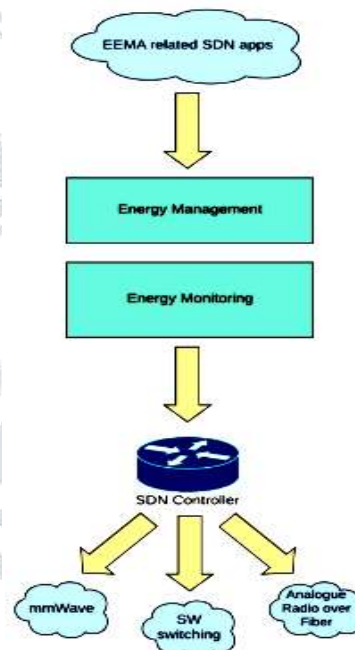 EEMA related SDN apps
Energy Management
Energy Monitoring
SDN Controller
mmWave
SW
switching
Analogue
Radio over
Fiber